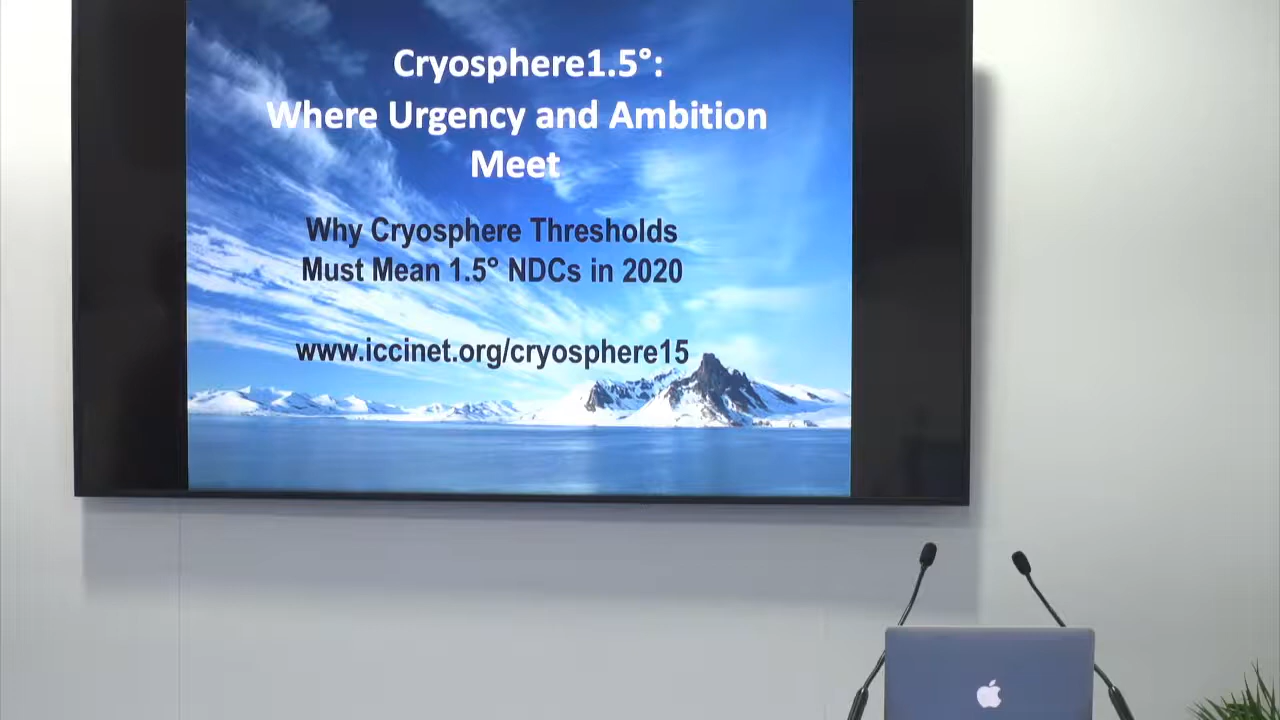 Cryosphere1.5°:
Where Urgency and Ambition
Meet
Why Cryosphere Thresholds
Must Mean 1.5° NDCs in 2020
www.iccinet.org/cryosphere15